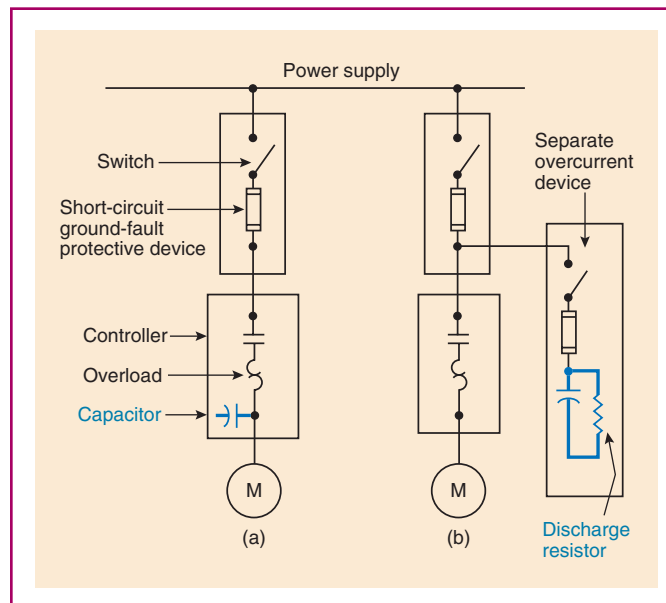 Power supply
Switch
Short-circuit
ground-fault
protective device
Controller
Overload
Capacitor
M
(a)
M
(b)
Separate
overcurrent
device
Discharge
resistor